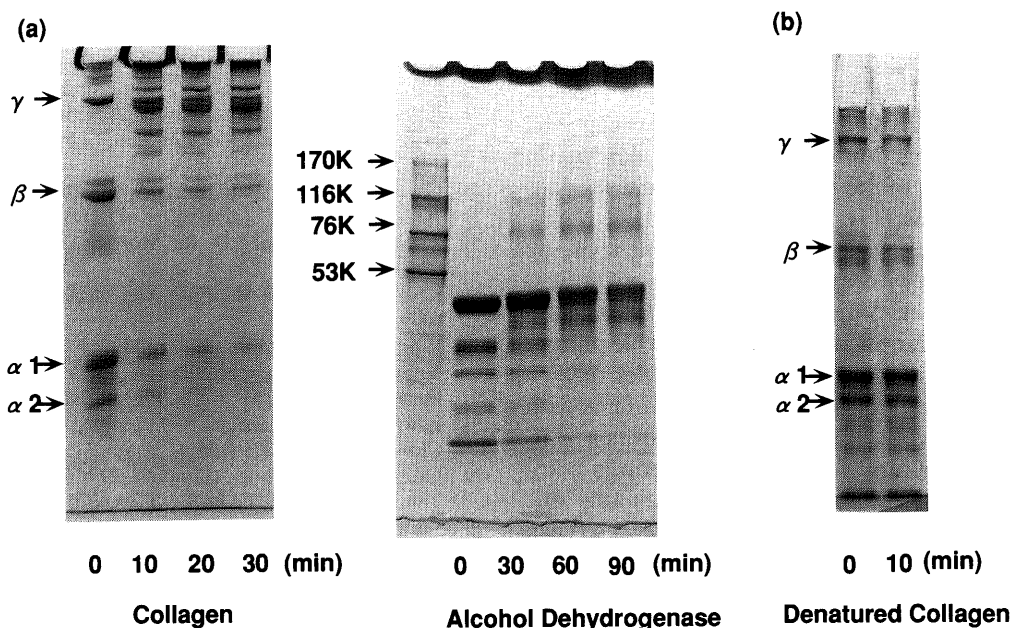 (a)
γ
β
α 1
α 2
0 10 20 30 (min)
Collagen
170K
116K
76K
53K
0 30 60 90 (min)
Alcohol Dehydrogenase
(b)
γ
β
α 1
α 2
0 10 (min)
Denatured Collagen